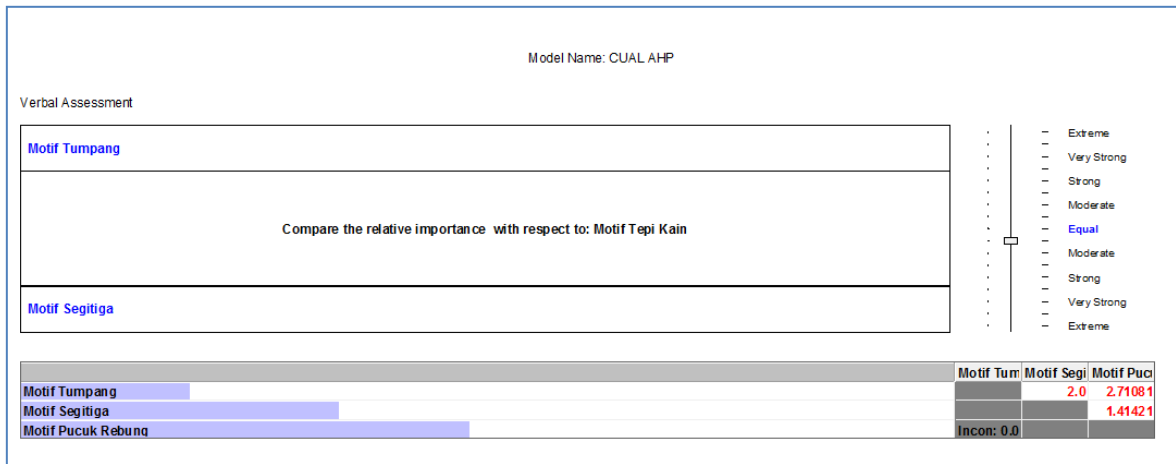 Model Name: CUAL AHP
Verbal Assessment
Motif Tumpang
Compare the relative importance with respect to: Motif Tepi Kain
Motif Segitiga
Extreme
Very Strong
Strong
Moderate
Equal
Moderate
Strong
Very Strong
Extreme
Motif Tum Motif Segi Motif Pucu
Motif Tumpang 2.0 2.71081
Motif Segitiga 1.41421
Motif Pucuk Rebung Incon: 0.0